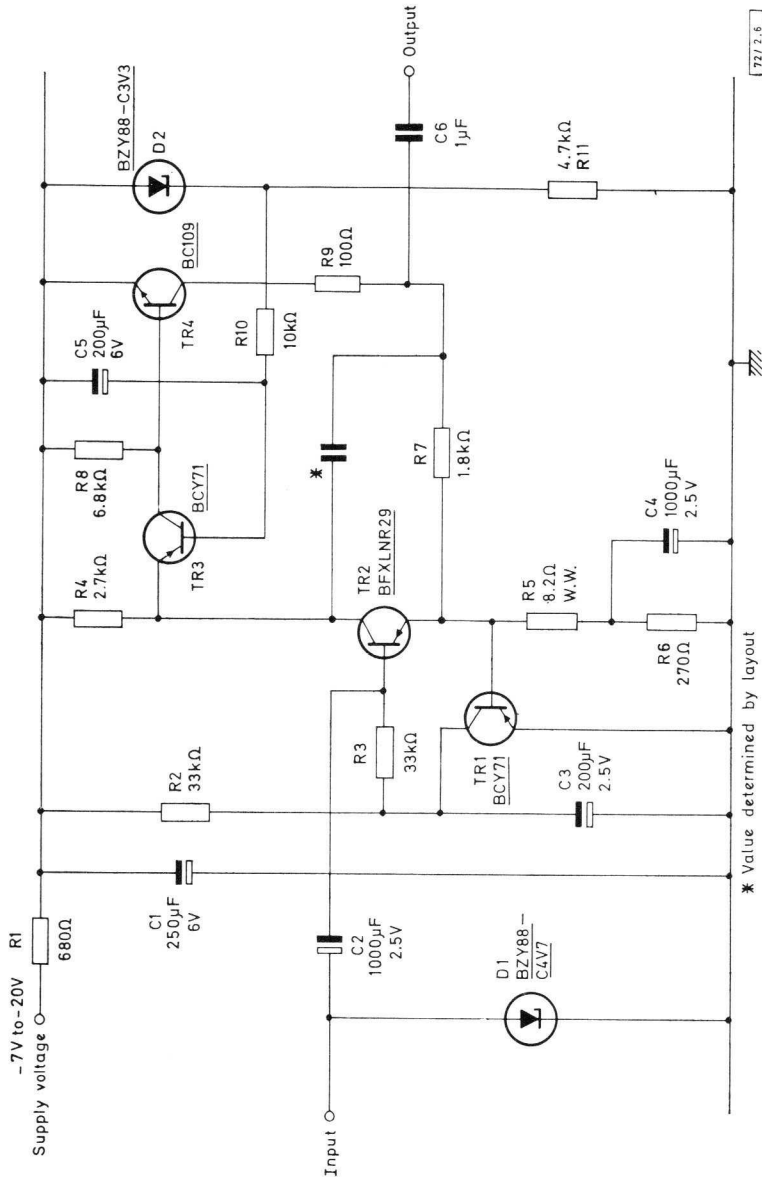 -7V to-20V
Supply voltage
R1
680Ω
C1
250μF
6V
R2
33kΩ
R4
2.7kΩ
R8
6.8kΩ
C5
200μF
6V
BCY71
TR3
BC109
TR4
BZY88-C3V3
D2
R10
10kΩ
R9
100Ω
C6
1μF
Output
*
TR2
BFXLNR29
R7
1.8kΩ
R3
33kΩ
Input
C2
1000μF
2.5V
D1
BZY88-
C4V7
TR1
BCY71
C3
200μF
2.5V
R5
8.2Ω
W.W.
R6
270Ω
C4
1000μF
2.5V
4.7kΩ
R11
* Value determined by layout
72/2.6